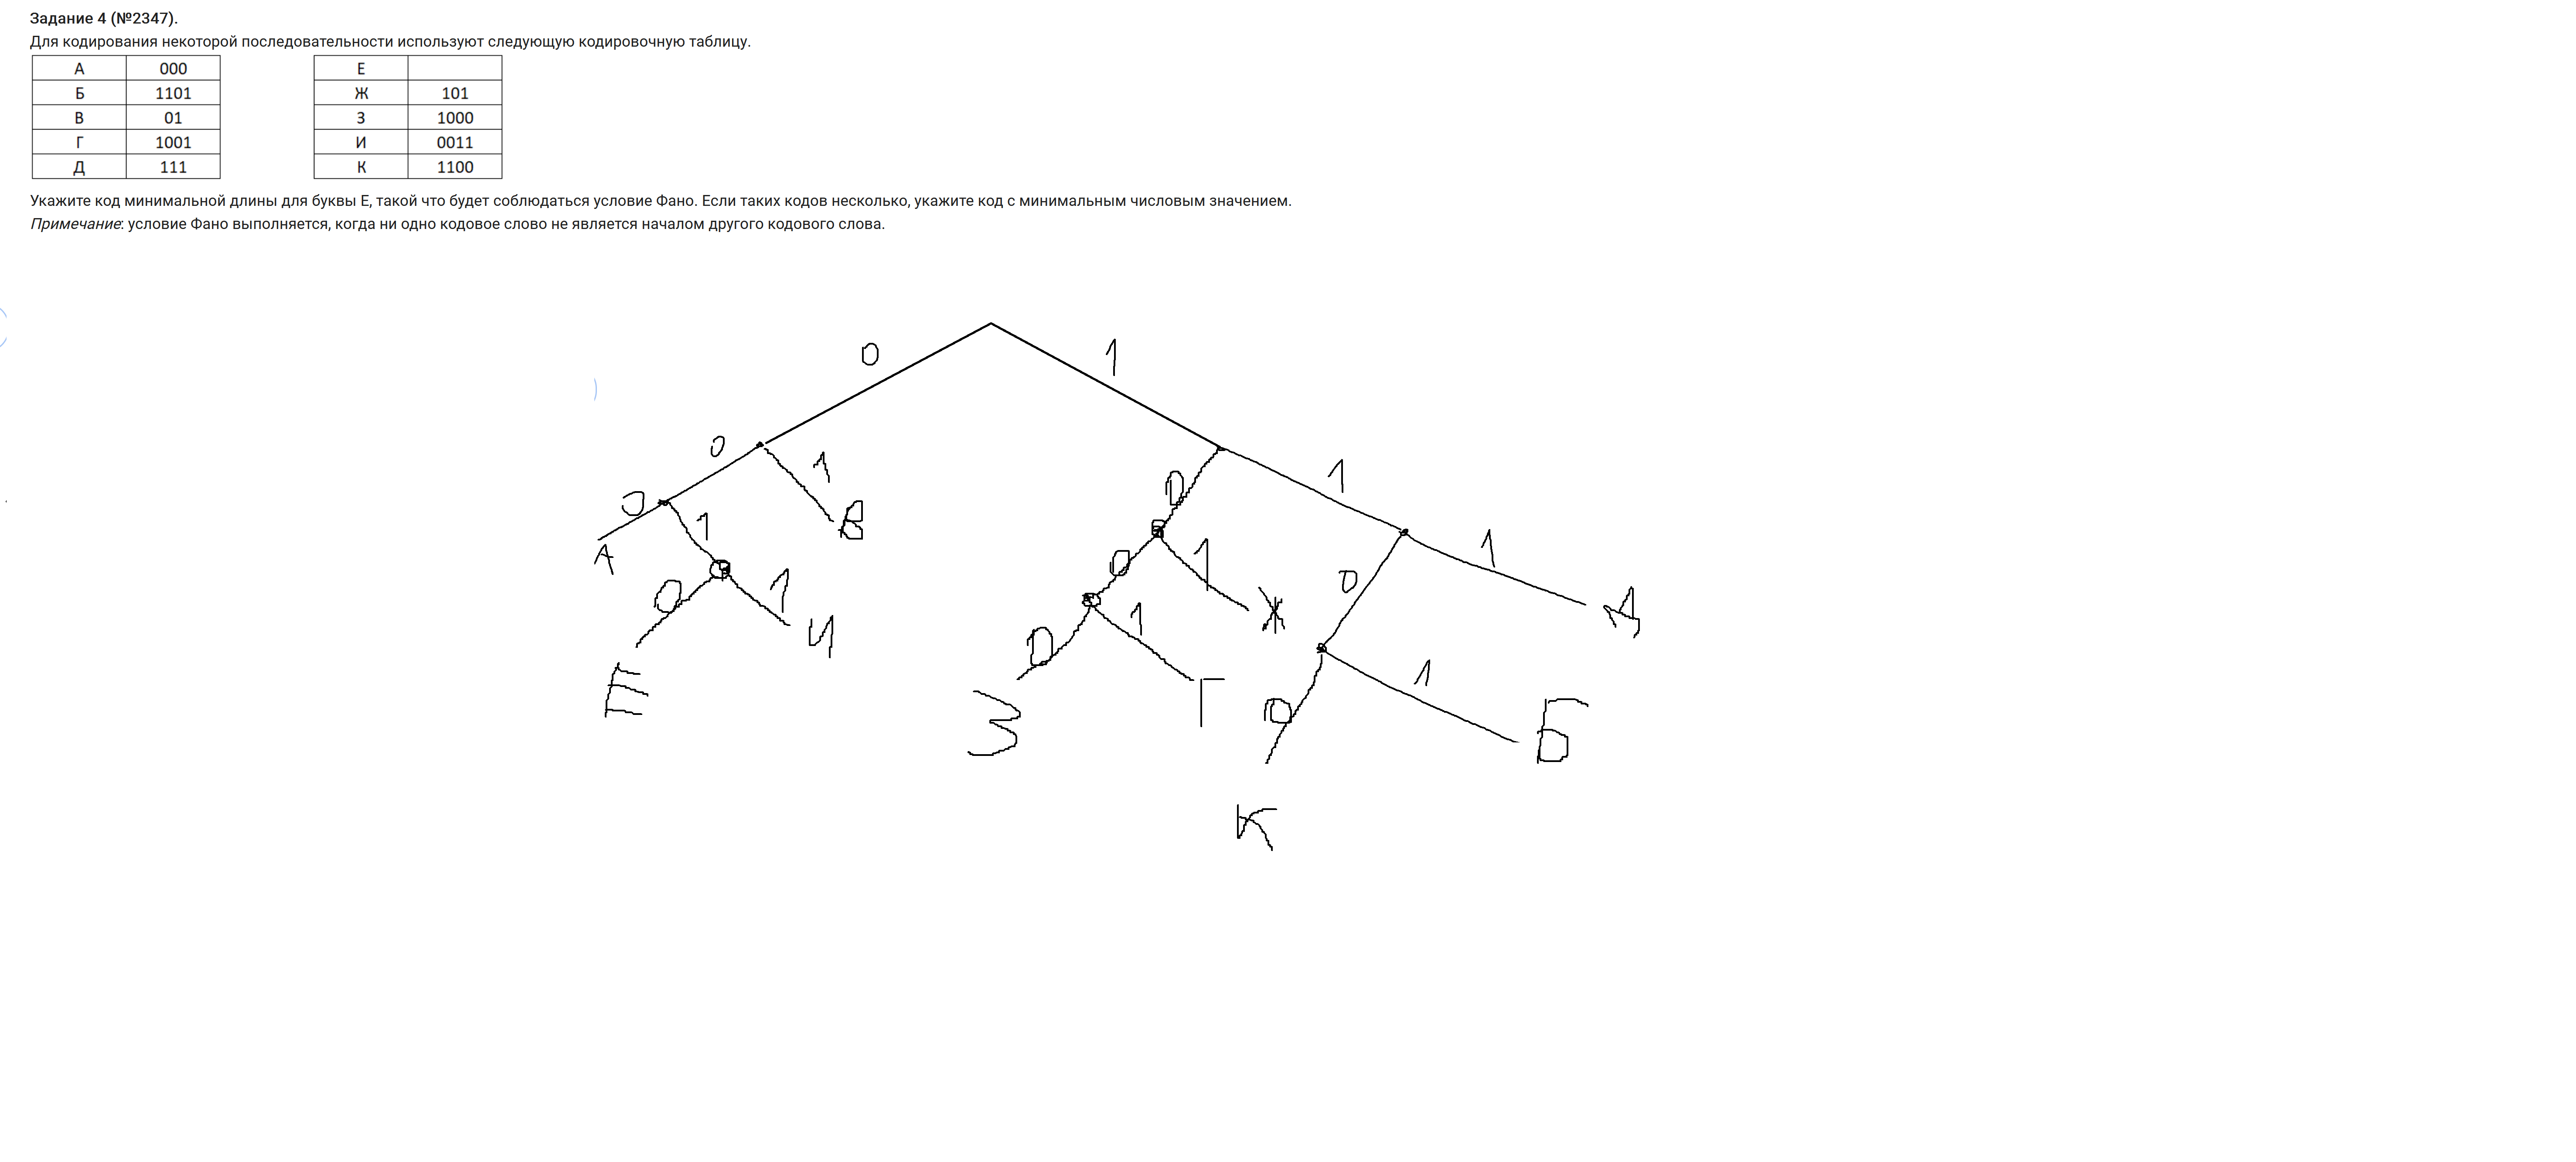 Задание 4 (№2347).
Для кодирования некоторой последовательности используют следующую кодировочную таблицу.
А 000 Е
Б 1101 Ж 101
В 01 З 1000
Г 1001 И 0011
Д 111 К 1100
Укажите код минимальной длины для буквы Е, такой что будет соблюдаться условие Фано. Если таких кодов несколько, укажите код с минимальным числовым значением.
Примечание: условие Фано выполняется, когда ни одно кодовое слово не является началом другого кодового слова.
0 1
0 1 0 1
0 1 В 0 1 0 1
А 0 1 0 1 Ж Д
Е И 0 1
З Г Б
К